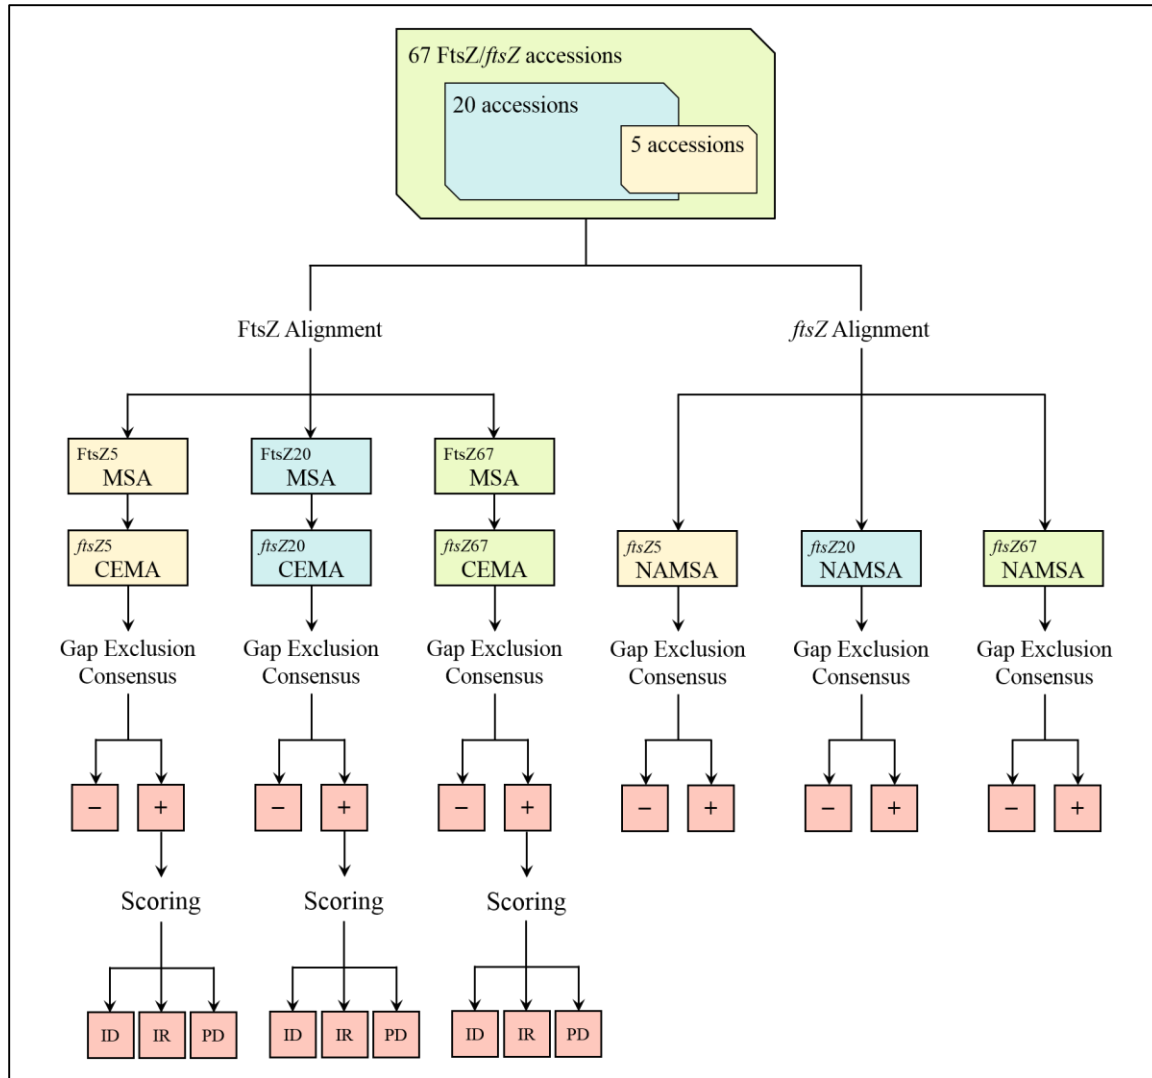 67 FtsZ/ftsZ accessions
20 accessions
5 accessions
FtsZ Alignment
ftsZ Alignment
FtsZ5
MSA
FtsZ20
MSA
FtsZ67
MSA
ftsZ5
CEMA
ftsZ20
CEMA
ftsZ67
CEMA
ftsZ5
NAMSA
ftsZ20
NAMSA
ftsZ67
NAMSA
Gap Exclusion
Consensus
Gap Exclusion
Consensus
Gap Exclusion
Consensus
Gap Exclusion
Consensus
Gap Exclusion
Consensus
Gap Exclusion
Consensus
− +
− +
− +
− +
− +
− +
Scoring
Scoring
Scoring
ID IR PD
ID IR PD
ID IR PD